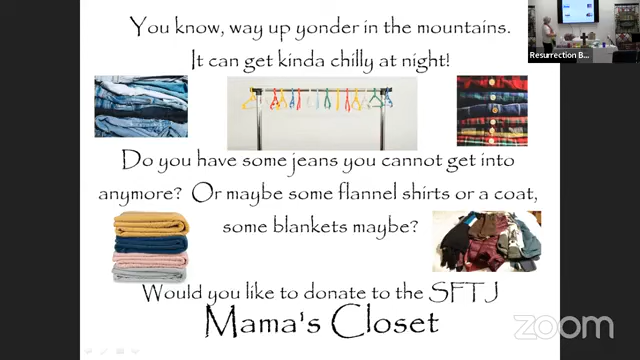 You know, way up yonder in the mountains.
It can get kinda chilly at night!
Resurrection B...
Do you have some jeans you cannot get into
anymore? Or maybe some flannel shirts or a coat,
some blankets maybe?
Would you like to donate to the SFTJ
Mama's Closet
zoom